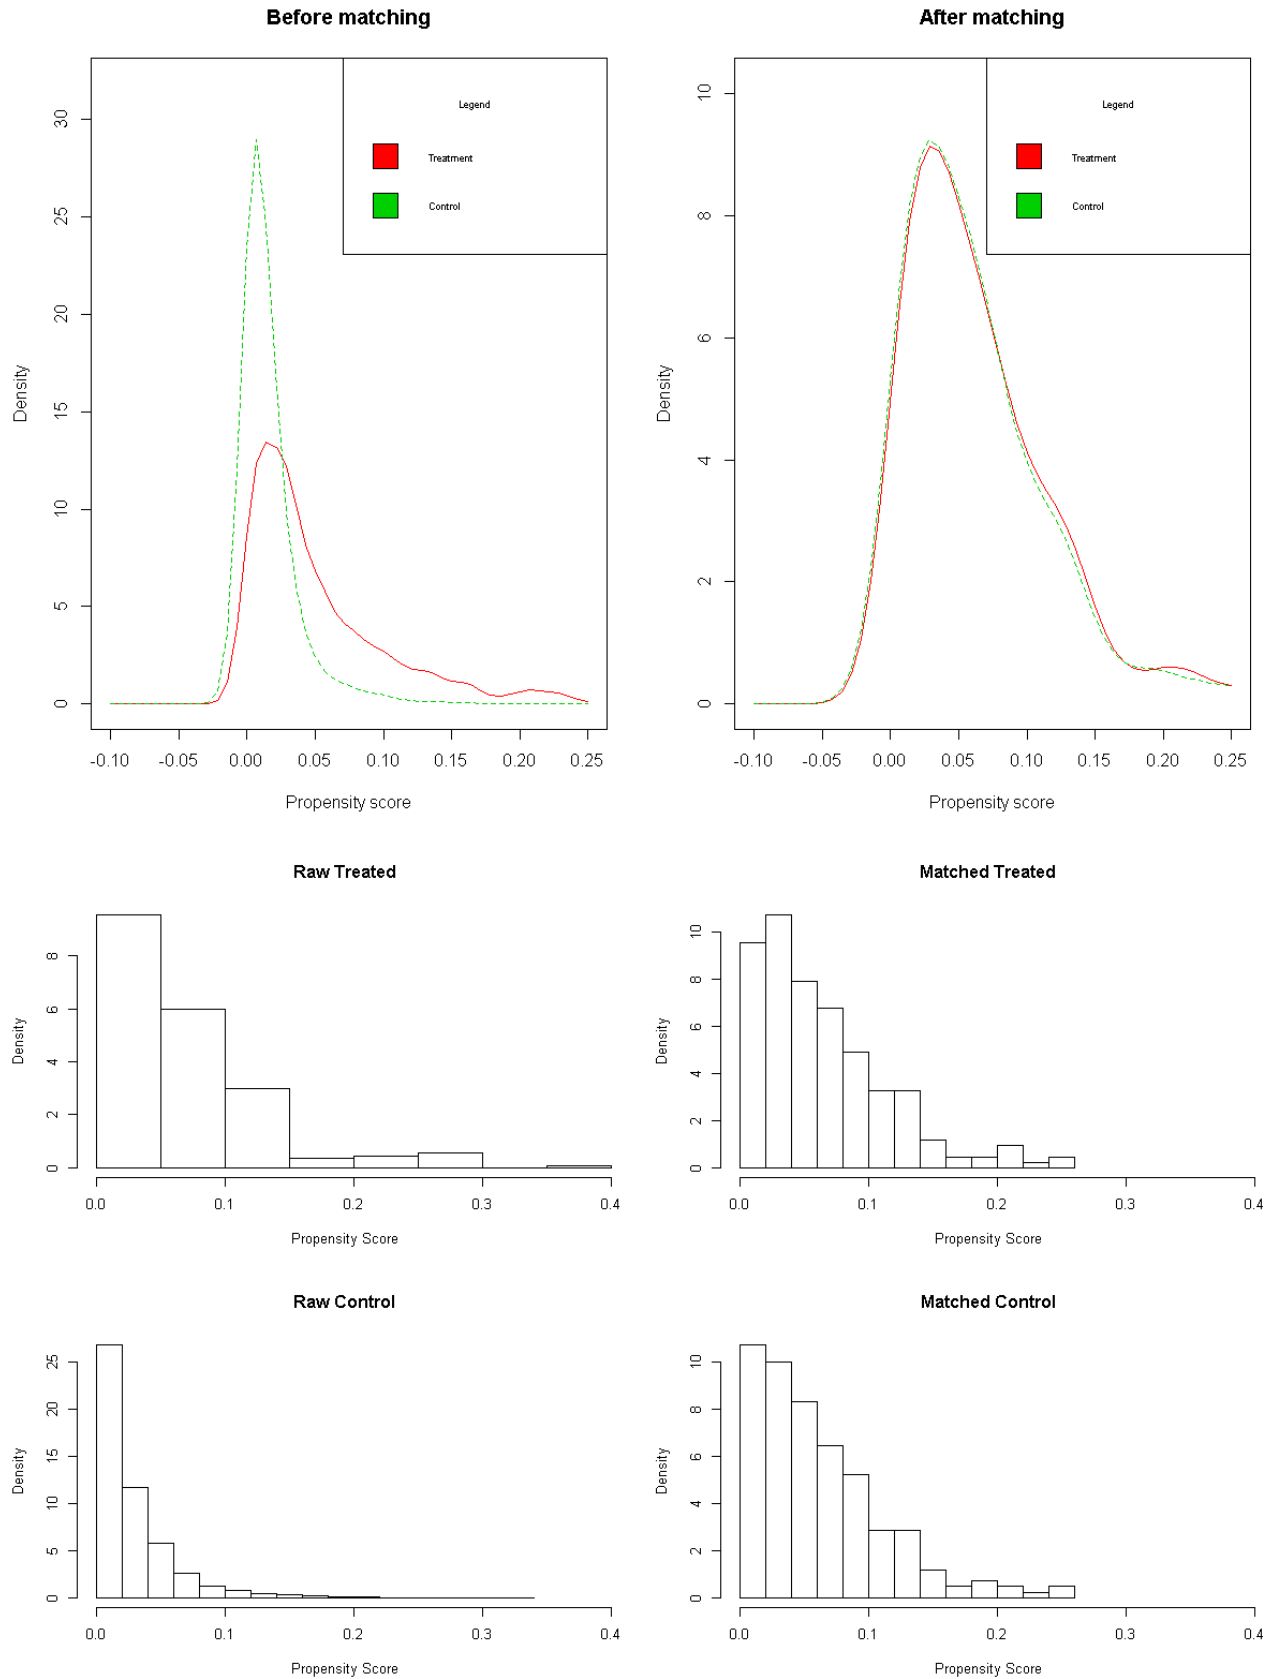 Before matching
After matching
Legend
Treatment
Control
Density
0 5 10 15 20 25 30
-0.10 -0.05 0.00 0.05 0.10 0.15 0.20 0.25
Propensity score
Legend
Treatment
Control
Density
0 2 4 6 8 10
-0.10 -0.05 0.00 0.05 0.10 0.15 0.20 0.25
Propensity score
Raw Treated
Density
0 2 4 6 8
0.0 0.1 0.2 0.3 0.4
Propensity Score
Matched Treated
Density
0 2 4 6 8 10
0.0 0.1 0.2 0.3 0.4
Propensity Score
Raw Control
Density
0 5 10 15 20 25
0.0 0.1 0.2 0.3 0.4
Propensity Score
Matched Control
Density
0 2 4 6 8 10
0.0 0.1 0.2 0.3 0.4
Propensity Score